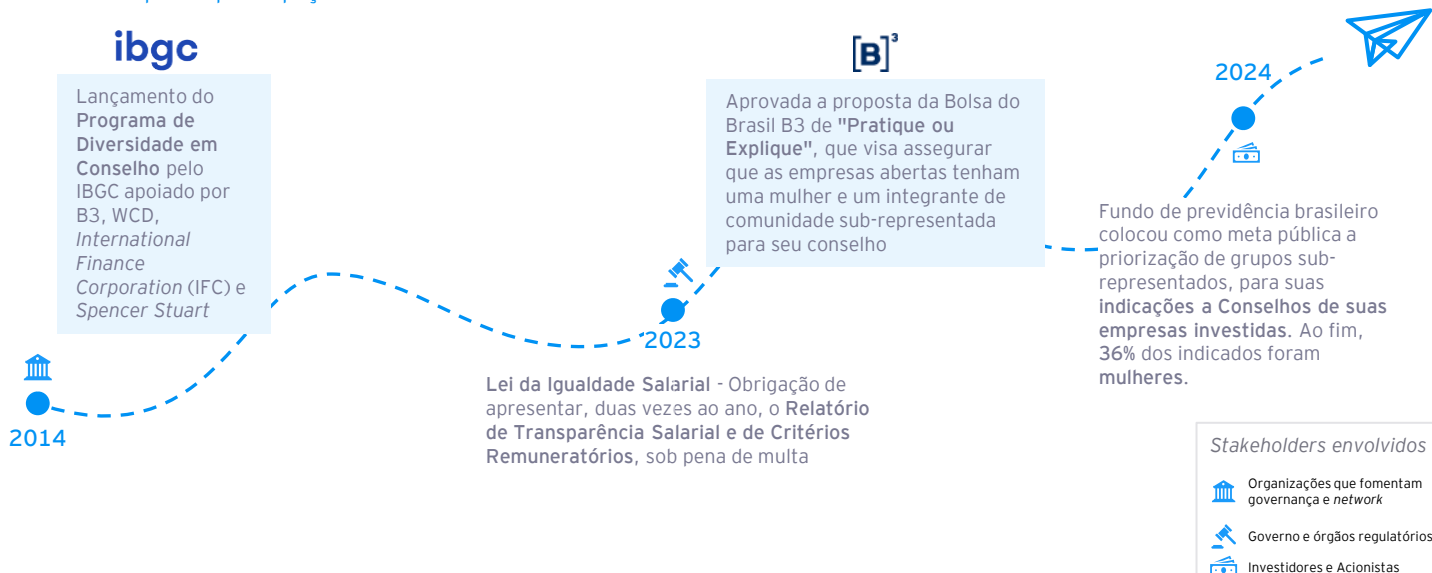 ibgc
Lançamento do
Programa de
Diversidade em
Conselho pelo
IBGC apoiado por
B3, WCD,
International
Finance
Corporation (IFC) e
Spencer Stuart
2014
2023
Lei da Igualdade Salarial - Obrigação de
apresentar, duas vezes ao ano, o Relatório
de Transparência Salarial e de Critérios
Remuneratórios, sob pena de multa
[B]³
Aprovada a proposta da Bolsa do
Brasil B3 de "Pratique ou
Explique", que visa assegurar
que as empresas abertas tenham
uma mulher e um integrante de
comunidade sub-representada
para seu conselho
2024
Fundo de previdência brasileiro
colocou como meta pública a
priorização de grupos sub-
representados, para suas
indicações a Conselhos de suas
empresas investidas. Ao fim,
36% dos indicados foram
mulheres.
Stakeholders envolvidos
Organizações que fomentam
governança e network
Governo e órgãos regulatórios
Investidores e Acionistas